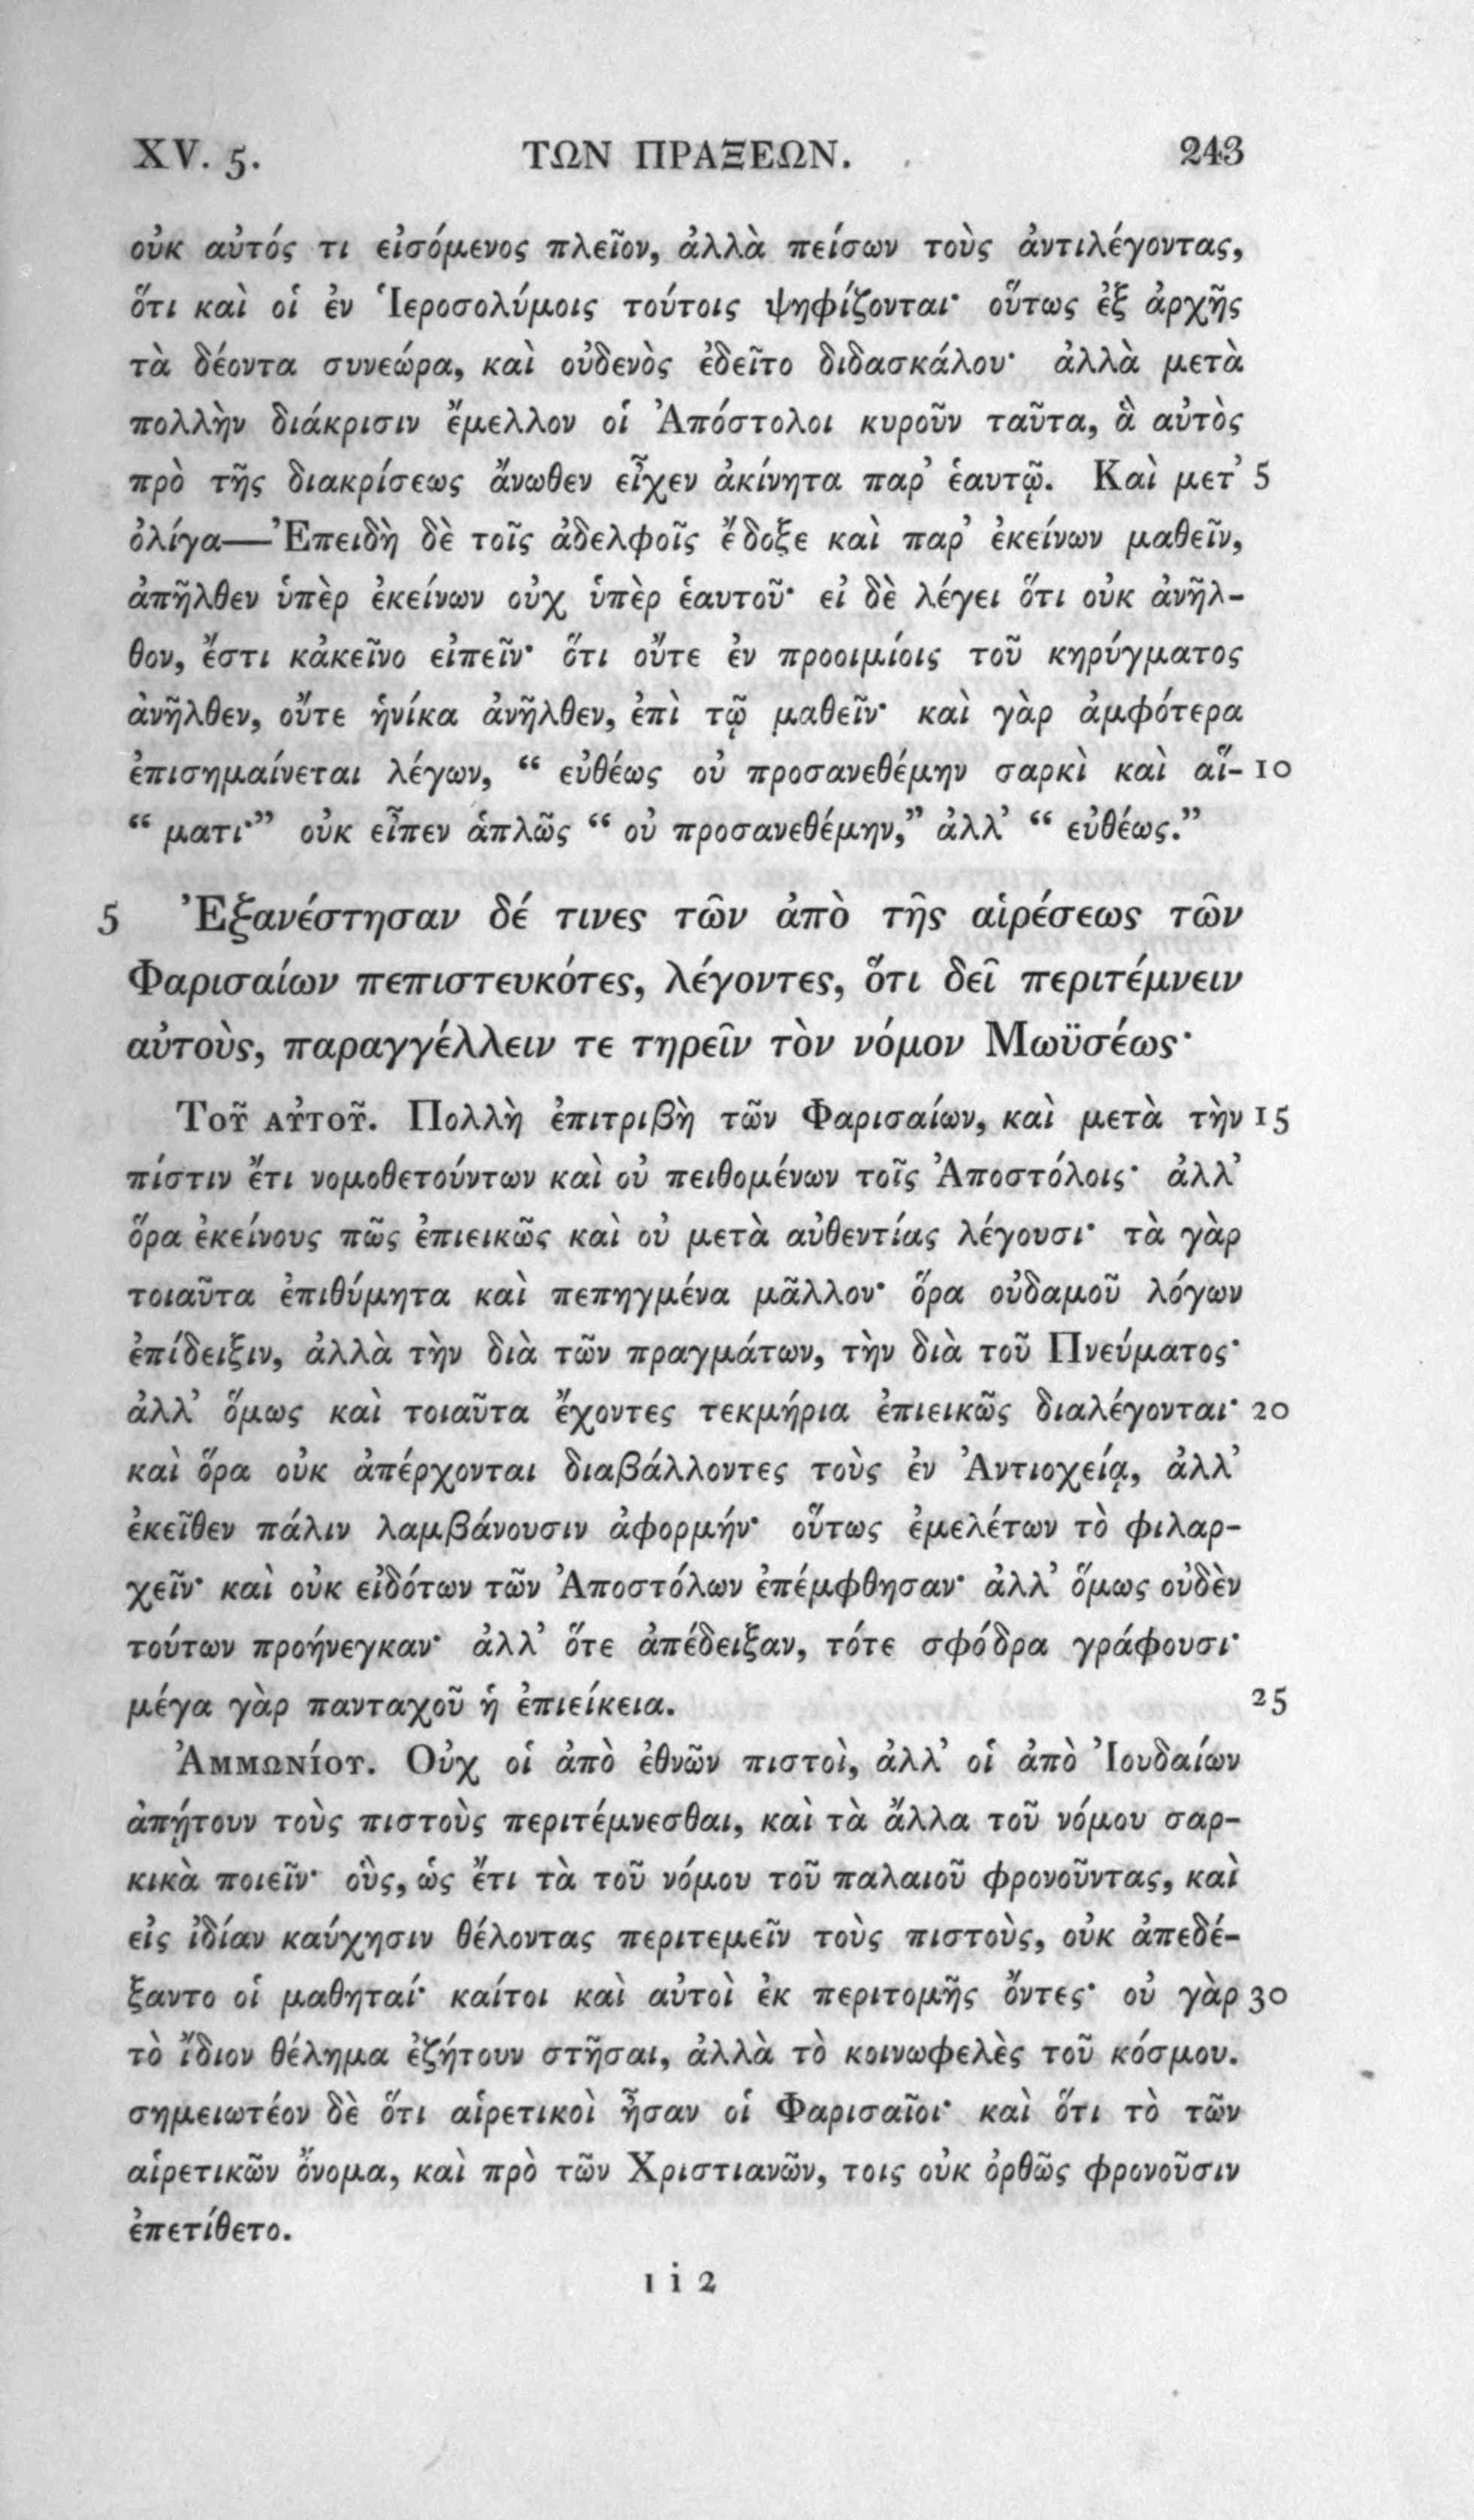 XV. 5. ΤΩΝ ΠΡΑΞΕΩΝ. 243
οὐκ αὐτός τι εἰσόμενος πλεῖον, ἀλλὰ πείσων τοὺς ἀντιλέγοντας,
ὅτι καὶ οἱ ἐν Ἱεροσολύμοις τούτοις ψηφίζονται· οὕτως ἐξ ἀρχῆς
τὰ δέοντα συνεώρα, καὶ οὐδενὸς ἐδεῖτο διδασκάλου· ἀλλὰ μετὰ
πολλὴν διάκρισιν ἔμελλον οἱ Ἀπόστολοι κυροῦν ταῦτα, ἃ αὐτὸς
πρὸ τῆς διακρίσεως ἄνωθεν εἶχεν ἀκίνητα παρ' ἑαυτῷ. Καὶ μετ' 5
ὀλίγα—Ἐπειδὴ δὲ τοῖς ἀδελφοῖς ἔδοξε καὶ παρ' ἐκείνων μαθεῖν,
ἀπῆλθεν ὑπὲρ ἐκείνων οὐχ ὑπὲρ ἑαυτοῦ· εἰ δὲ λέγει ὅτι οὐκ ἀνῆλ-
θον, ἔστι κἀκεῖνο εἰπεῖν· ὅτι οὔτε ἐν προοιμίοις τοῦ κηρύγματος
ἀνῆλθεν, οὔτε ἡνίκα ἀνῆλθεν, ἐπὶ τῷ μαθεῖν· καὶ γὰρ ἀμφότερα
ἐπισημαίνεται λέγων, “ εὐθέως οὐ προσανεθέμην σαρκὶ καὶ αἵ- 10
“ ματι·” οὐκ εἶπεν ἁπλῶς “ οὐ προσανεθέμην,” ἀλλ' “ εὐθέως.”
5 Ἐξανέστησαν δέ τινες τῶν ἀπὸ τῆς αἱρέσεως τῶν
Φαρισαίων πεπιστευκότες, λέγοντες, ὅτι δεῖ περιτέμνειν
αὐτοὺς, παραγγέλλειν τε τηρεῖν τὸν νόμον Μωϋσέως·
ΤΟῦ ΑὐΤΟῦ. Πολλὴ ἐπιτριβὴ τῶν Φαρισαίων, καὶ μετὰ τὴν 15
πίστιν ἔτι νομοθετούντων καὶ οὐ πειθομένων τοῖς Ἀποστόλοις· ἀλλ'
ὅρα ἐκείνους πῶς ἐπιεικῶς καὶ οὐ μετὰ αὐθεντίας λέγουσι· τὰ γὰρ
τοιαῦτα ἐπιθύμητα καὶ πεπηγμένα μᾶλλον· ὅρα οὐδαμοῦ λόγων
ἐπίδειξιν, ἀλλὰ τὴν διὰ τῶν πραγμάτων, τὴν διὰ τοῦ Πνεύματος·
ἀλλ' ὅμως καὶ τοιαῦτα ἔχοντες τεκμήρια ἐπιεικῶς διαλέγονται· 20
καὶ ὅρα οὐκ ἀπέρχονται διαβάλλοντες τοὺς ἐν Ἀντιοχείᾳ, ἀλλ'
ἐκεῖθεν πάλιν λαμβάνουσιν ἀφορμήν· οὕτως ἐμελέτων τὸ φιλαρ-
χεῖν· καὶ οὐκ εἰδότων τῶν Ἀποστόλων ἐπέμφθησαν· ἀλλ' ὅμως οὐδὲν
τούτων προήνεγκαν· ἀλλ' ὅτε ἀπέδειξαν, τότε σφόδρα γράφουσι·
μέγα γὰρ πανταχοῦ ἡ ἐπιείκεια. 25
ἈΜΜΩΝίΟΥ. Οὐχ οἱ ἀπὸ ἐθνῶν πιστοὶ, ἀλλ' οἱ ἀπὸ Ἰουδαίων
ἀπῄτουν τοὺς πιστοὺς περιτέμνεσθαι, καὶ τὰ ἄλλα τοῦ νόμου σαρ-
κικὰ ποιεῖν· οὓς, ὡς ἔτι τὰ τοῦ νόμου τοῦ παλαιοῦ φρονοῦντας, καὶ
εἰς ἰδίαν καύχησιν θέλοντας περιτεμεῖν τοὺς πιστοὺς, οὐκ ἀπεδέ-
ξαντο οἱ μαθηταί· καίτοι καὶ αὐτοὶ ἐκ περιτομῆς ὄντες· οὐ γὰρ 30
τὸ ἴδιον θέλημα ἐζήτουν στῆσαι, ἀλλὰ τὸ κοινωφελὲς τοῦ κόσμου.
σημειωτέον δὲ ὅτι αἱρετικοὶ ἦσαν οἱ Φαρισαῖοι· καὶ ὅτι τὸ τῶν
αἱρετικῶν ὄνομα, καὶ πρὸ τῶν Χριστιανῶν, τοις οὐκ ὀρθῶς φρονοῦσιν
ἐπετίθετο.
I i 2